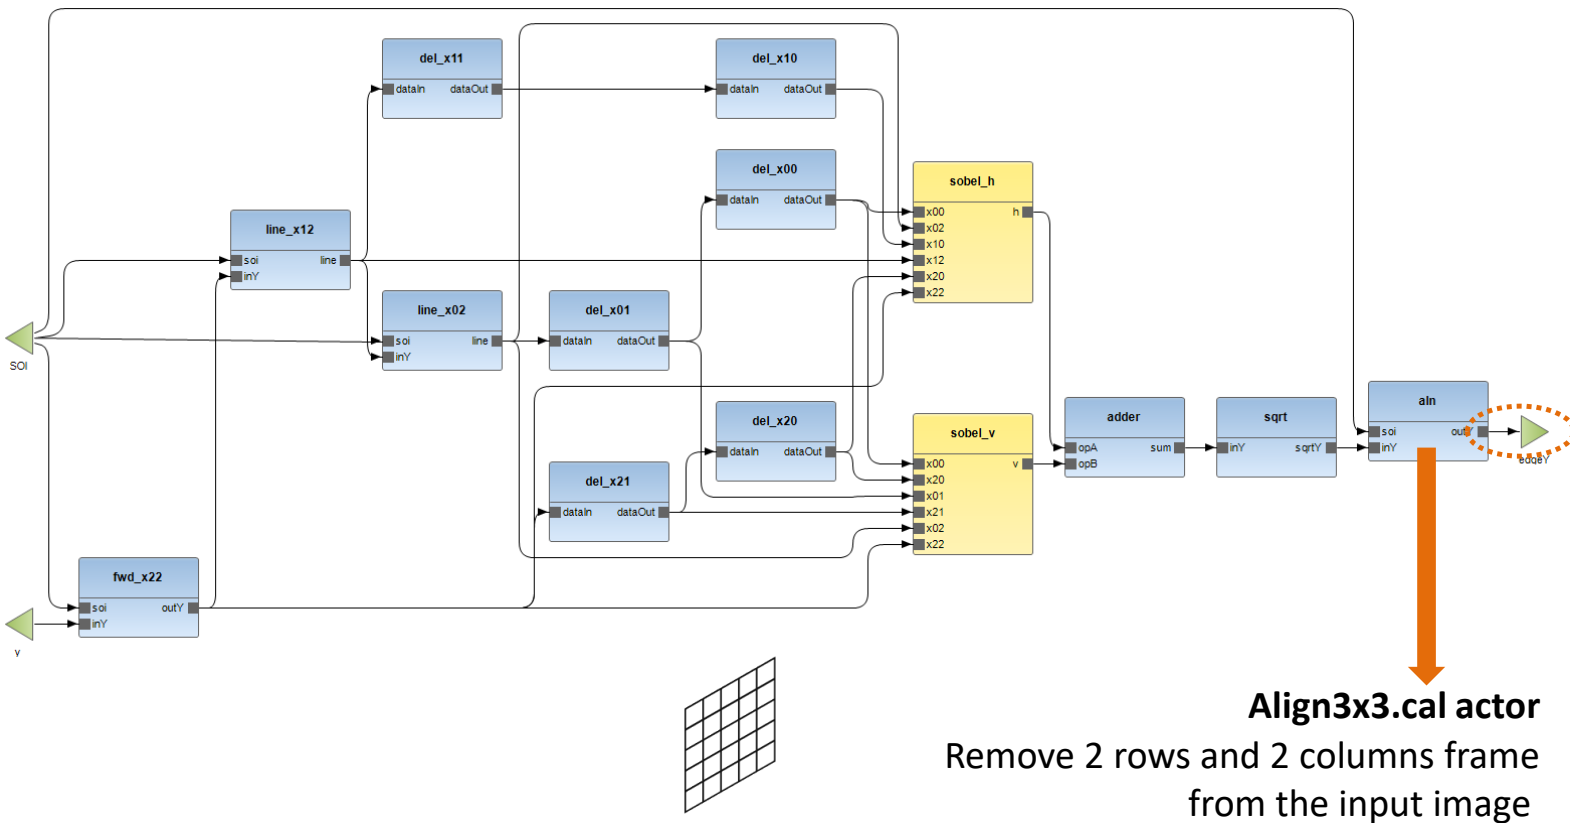 del_x11
dataIn dataOut
del_x10
dataIn dataOut
del_x00
dataIn dataOut
sobel_h
x00 h
x02
x10
x12
x20
x22
line_x12
soi line
inY
line_x02
soi line
inY
del_x01
dataIn dataOut
SOI
del_x20
dataIn dataOut
sobel_v
x00 v
x20
x01
x21
x02
x22
adder
opA sum
opB
sqrt
inY sqrtY
aln
soi outY
inY
edgeY
del_x21
dataIn dataOut
fwd_x22
soi outY
inY
y
Align3x3.cal actor
Remove 2 rows and 2 columns frame
from the input image